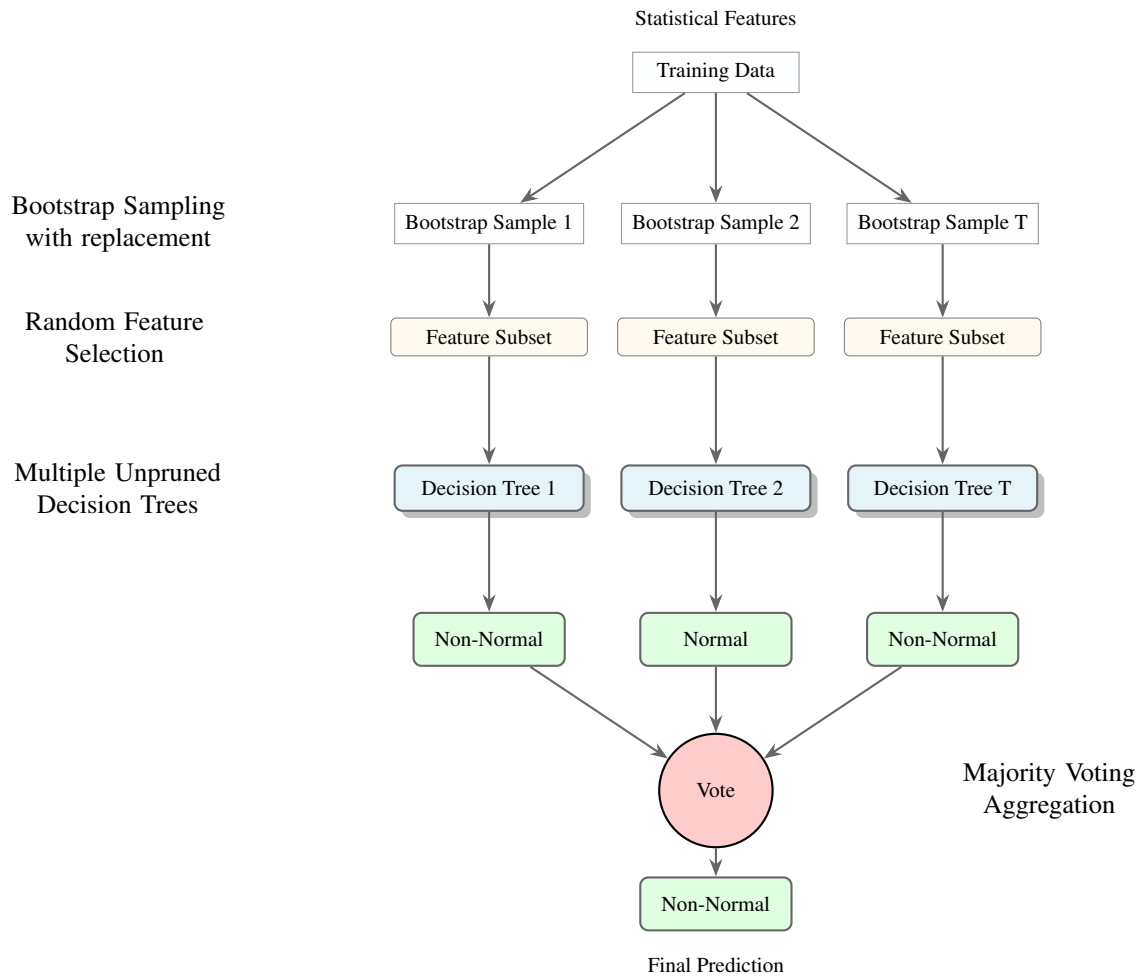 Statistical Features
Training Data
Bootstrap Sampling
with replacement
Bootstrap Sample 1
Bootstrap Sample 2
Bootstrap Sample T
Random Feature
Selection
Feature Subset
Feature Subset
Feature Subset
Multiple Unpruned
Decision Trees
Decision Tree 1
Decision Tree 2
Decision Tree T
Non-Normal
Normal
Non-Normal
Vote
Majority Voting
Aggregation
Non-Normal
Final Prediction